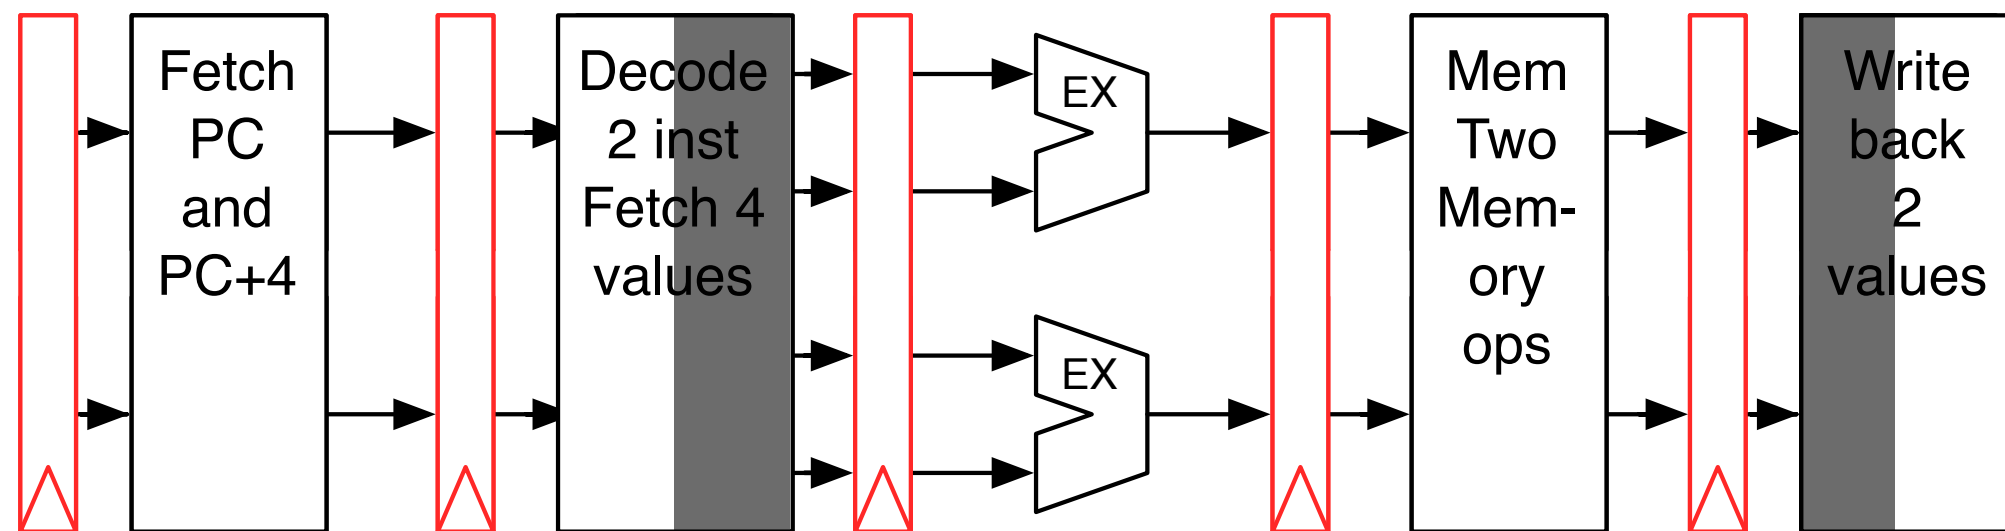 Fetch
PC
and
PC+4
Decode
2 inst
Fetch 4
values
EX
EX
Mem
Two
Mem-
ory
ops
Write
back
2
values